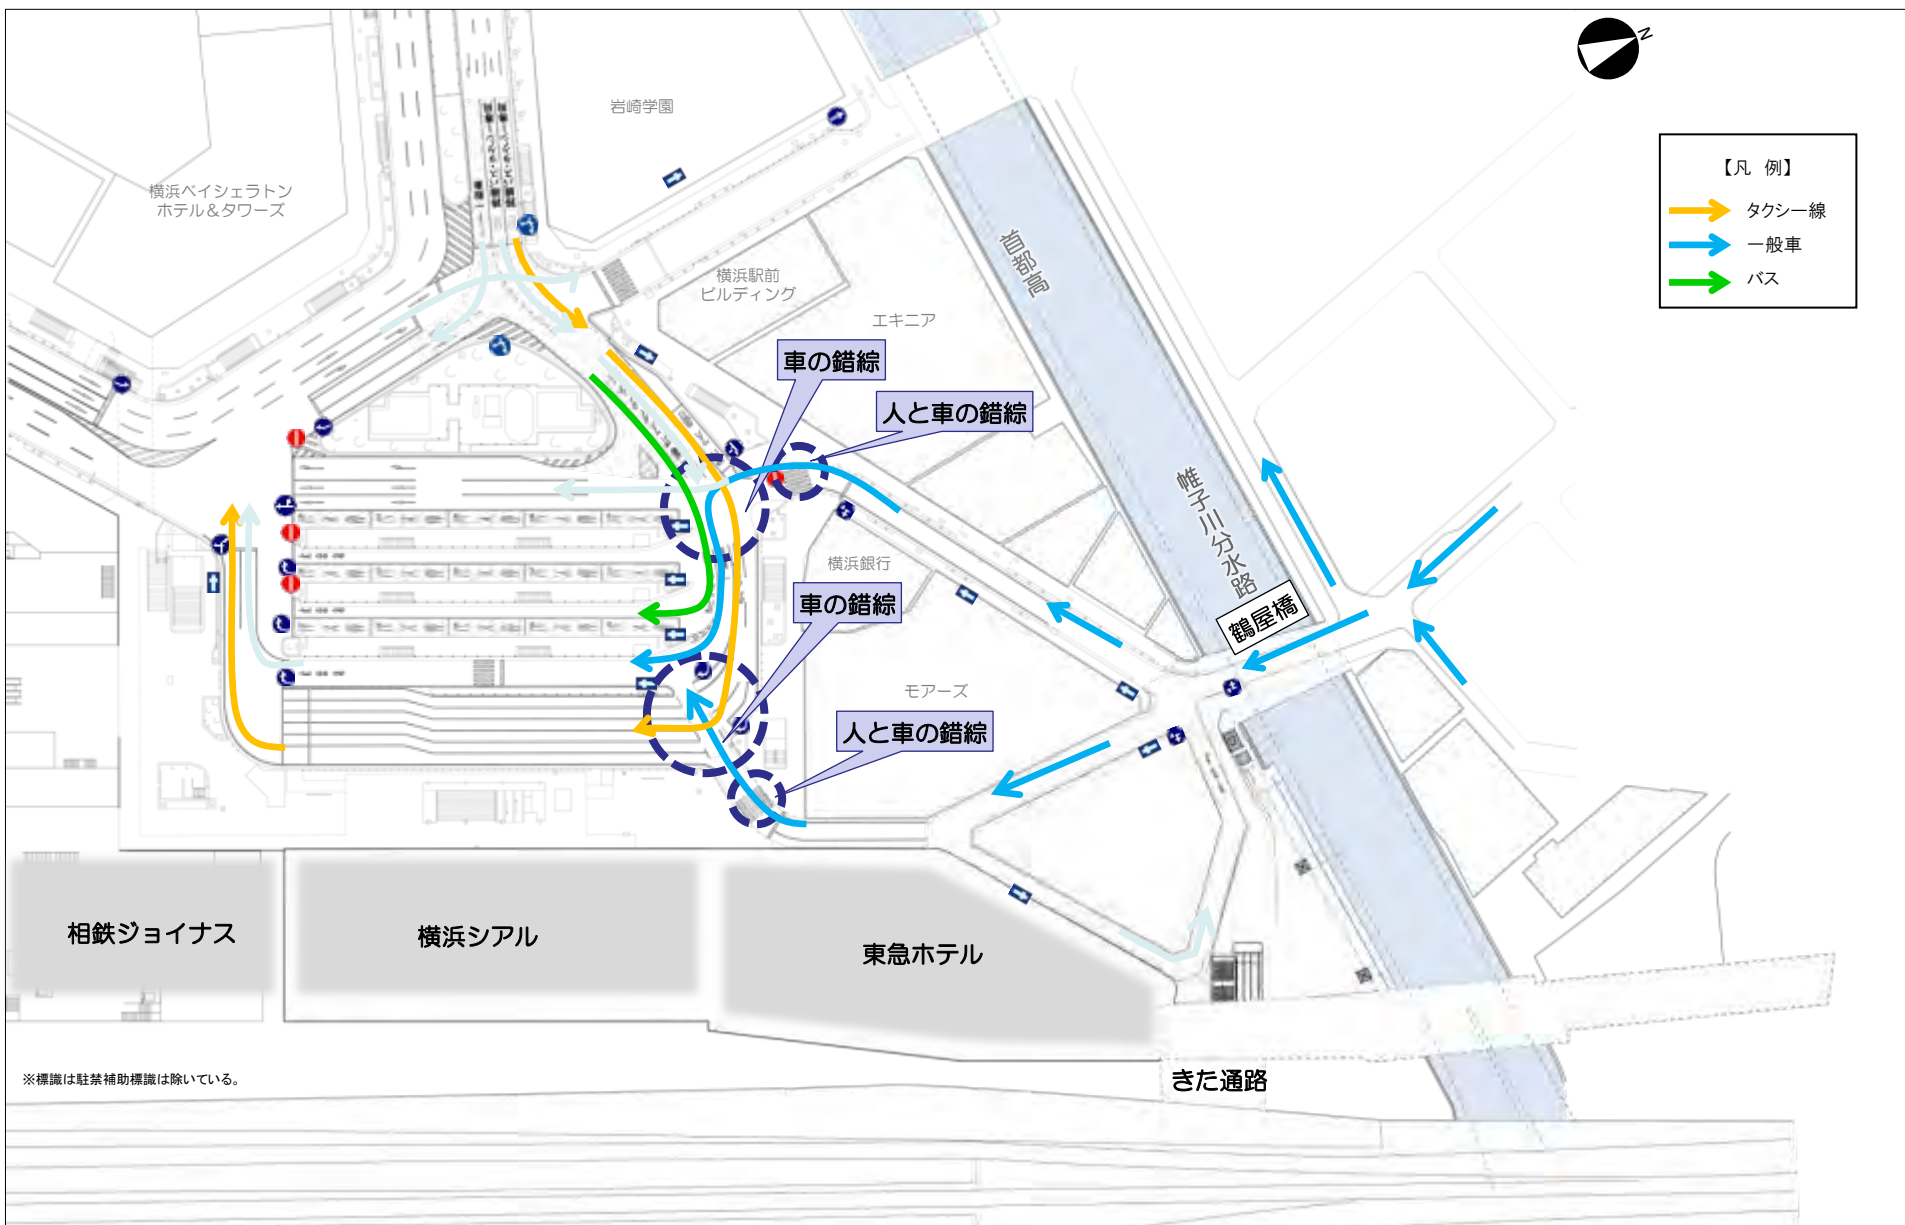 N
岩崎学園
【凡 例】
タクシー線
一般車
バス
横浜ベイシェラトン
ホテル＆タワーズ
首都高
横浜駅前
ビルディング
エキニア
車の錯綜
人と車の錯綜
帷子川分水路
横浜銀行
車の錯綜
鶴屋橋
モアーズ
人と車の錯綜
相鉄ジョイナス
横浜シアル
東急ホテル
きた通路
※標識は駐禁補助標識は除いている。